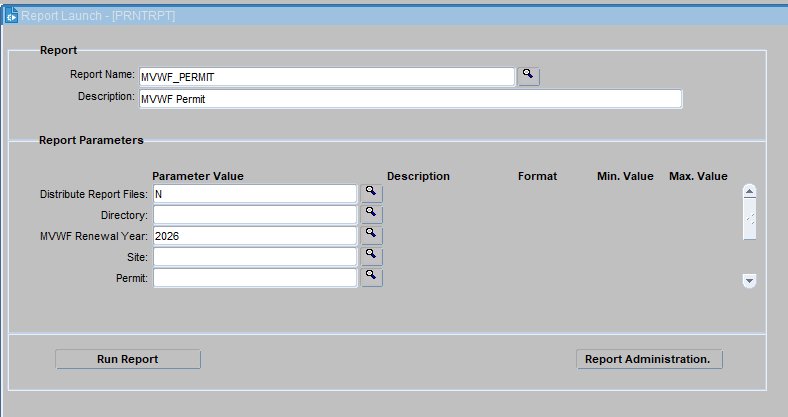 Report Launch - [PRNTRPT]
Report
Report Name: MVWF_PERMIT
Description: MVWF Permit
Report Parameters
Parameter Value Description Format Min. Value Max. Value
Distribute Report Files: N
Directory:
MVWF Renewal Year: 2026
Site:
Permit:
Run Report Report Administration.